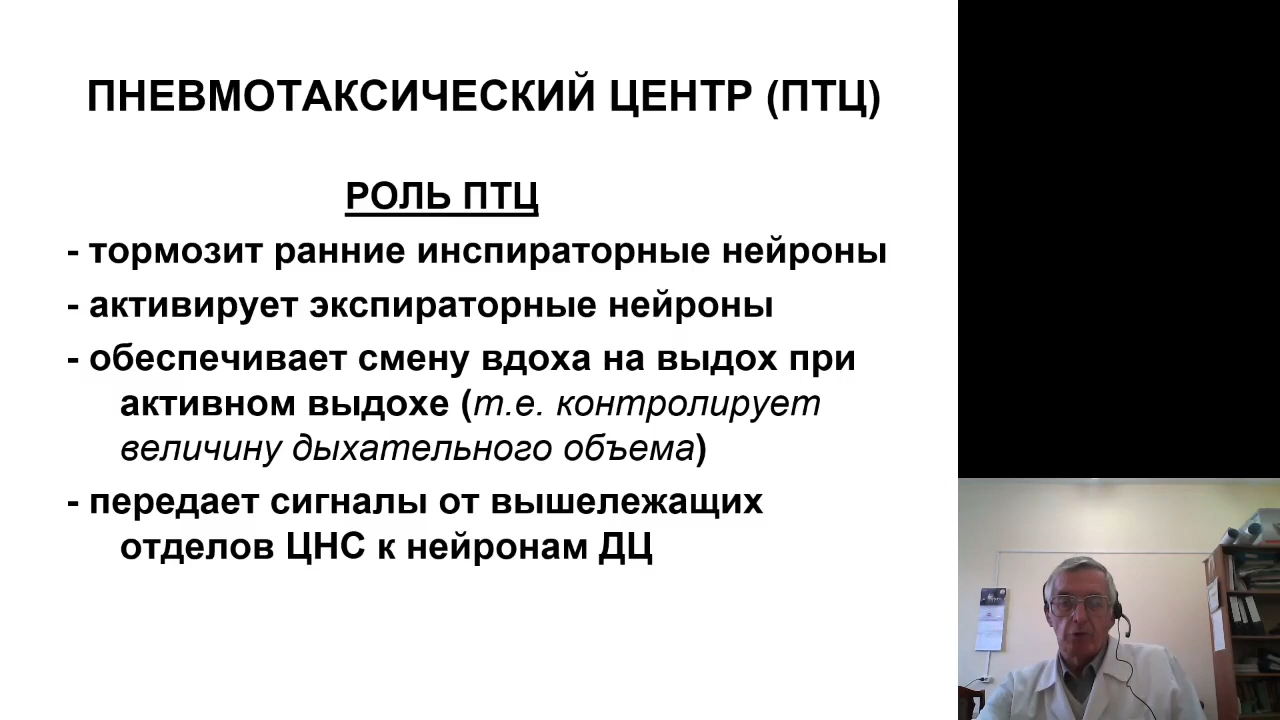 ПНЕВМОТАКСИЧЕСКИЙ ЦЕНТР (ПТЦ)
РОЛЬ ПТЦ
- тормозит ранние инспираторные нейроны
- активирует экспираторные нейроны
- обеспечивает смену вдоха на выдох при
активном выдохе (т.е. контролирует
величину дыхательного объема)
- передает сигналы от вышележащих
отделов ЦНС к нейронам ДЦ